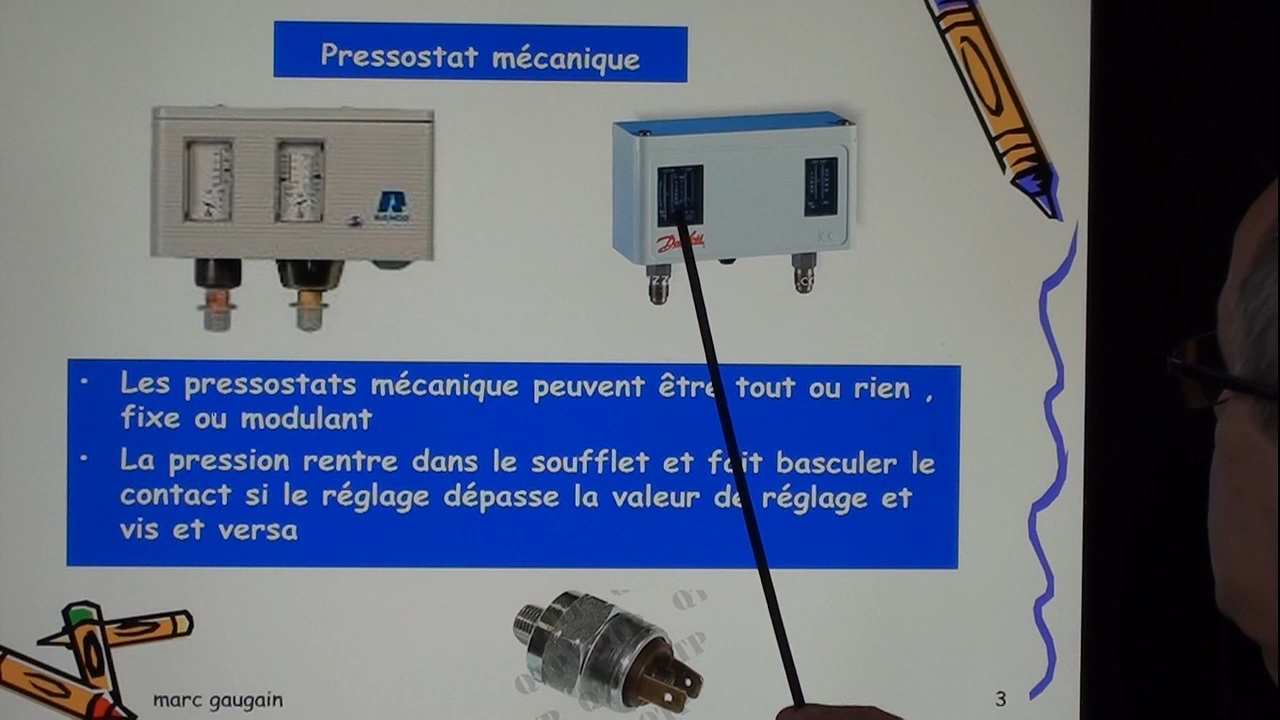 Pressostat mécanique
RANCO
Danfoss
Les pressostats mécanique peuvent être tout ou rien ,
fixe ou modulant
La pression rentre dans le soufflet et fait basculer le
contact si le réglage dépasse la valeur de réglage et
vis et versa
marc gaugain
3